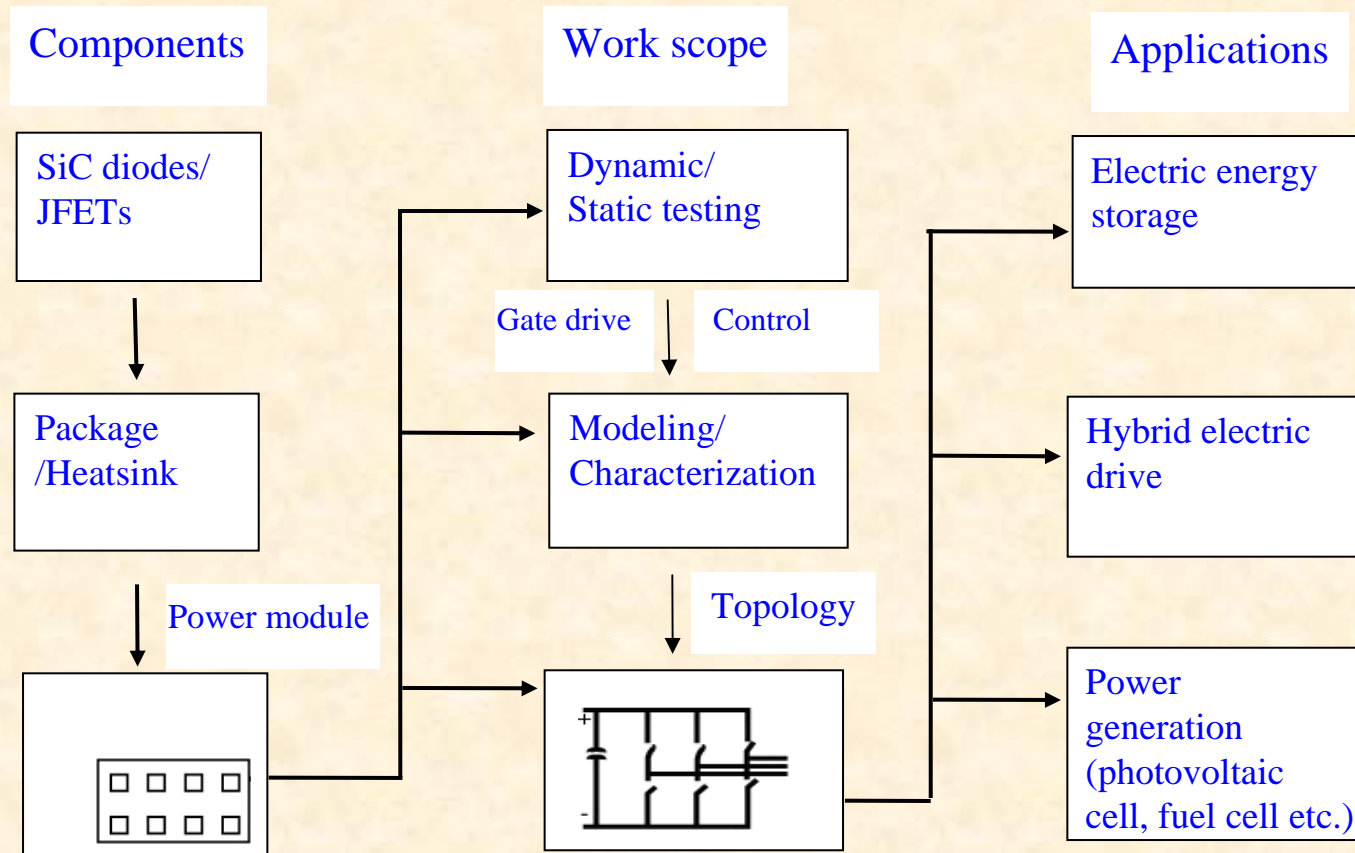 Components
Work scope
Applications
SiC diodes/
JFETs
Package
/Heatsink
Power module
Dynamic/
Static testing
Gate drive
Control
Modeling/
Characterization
Topology
+
-
Electric energy
storage
Hybrid electric
drive
Power
generation
(photovoltaic
cell, fuel cell etc.)